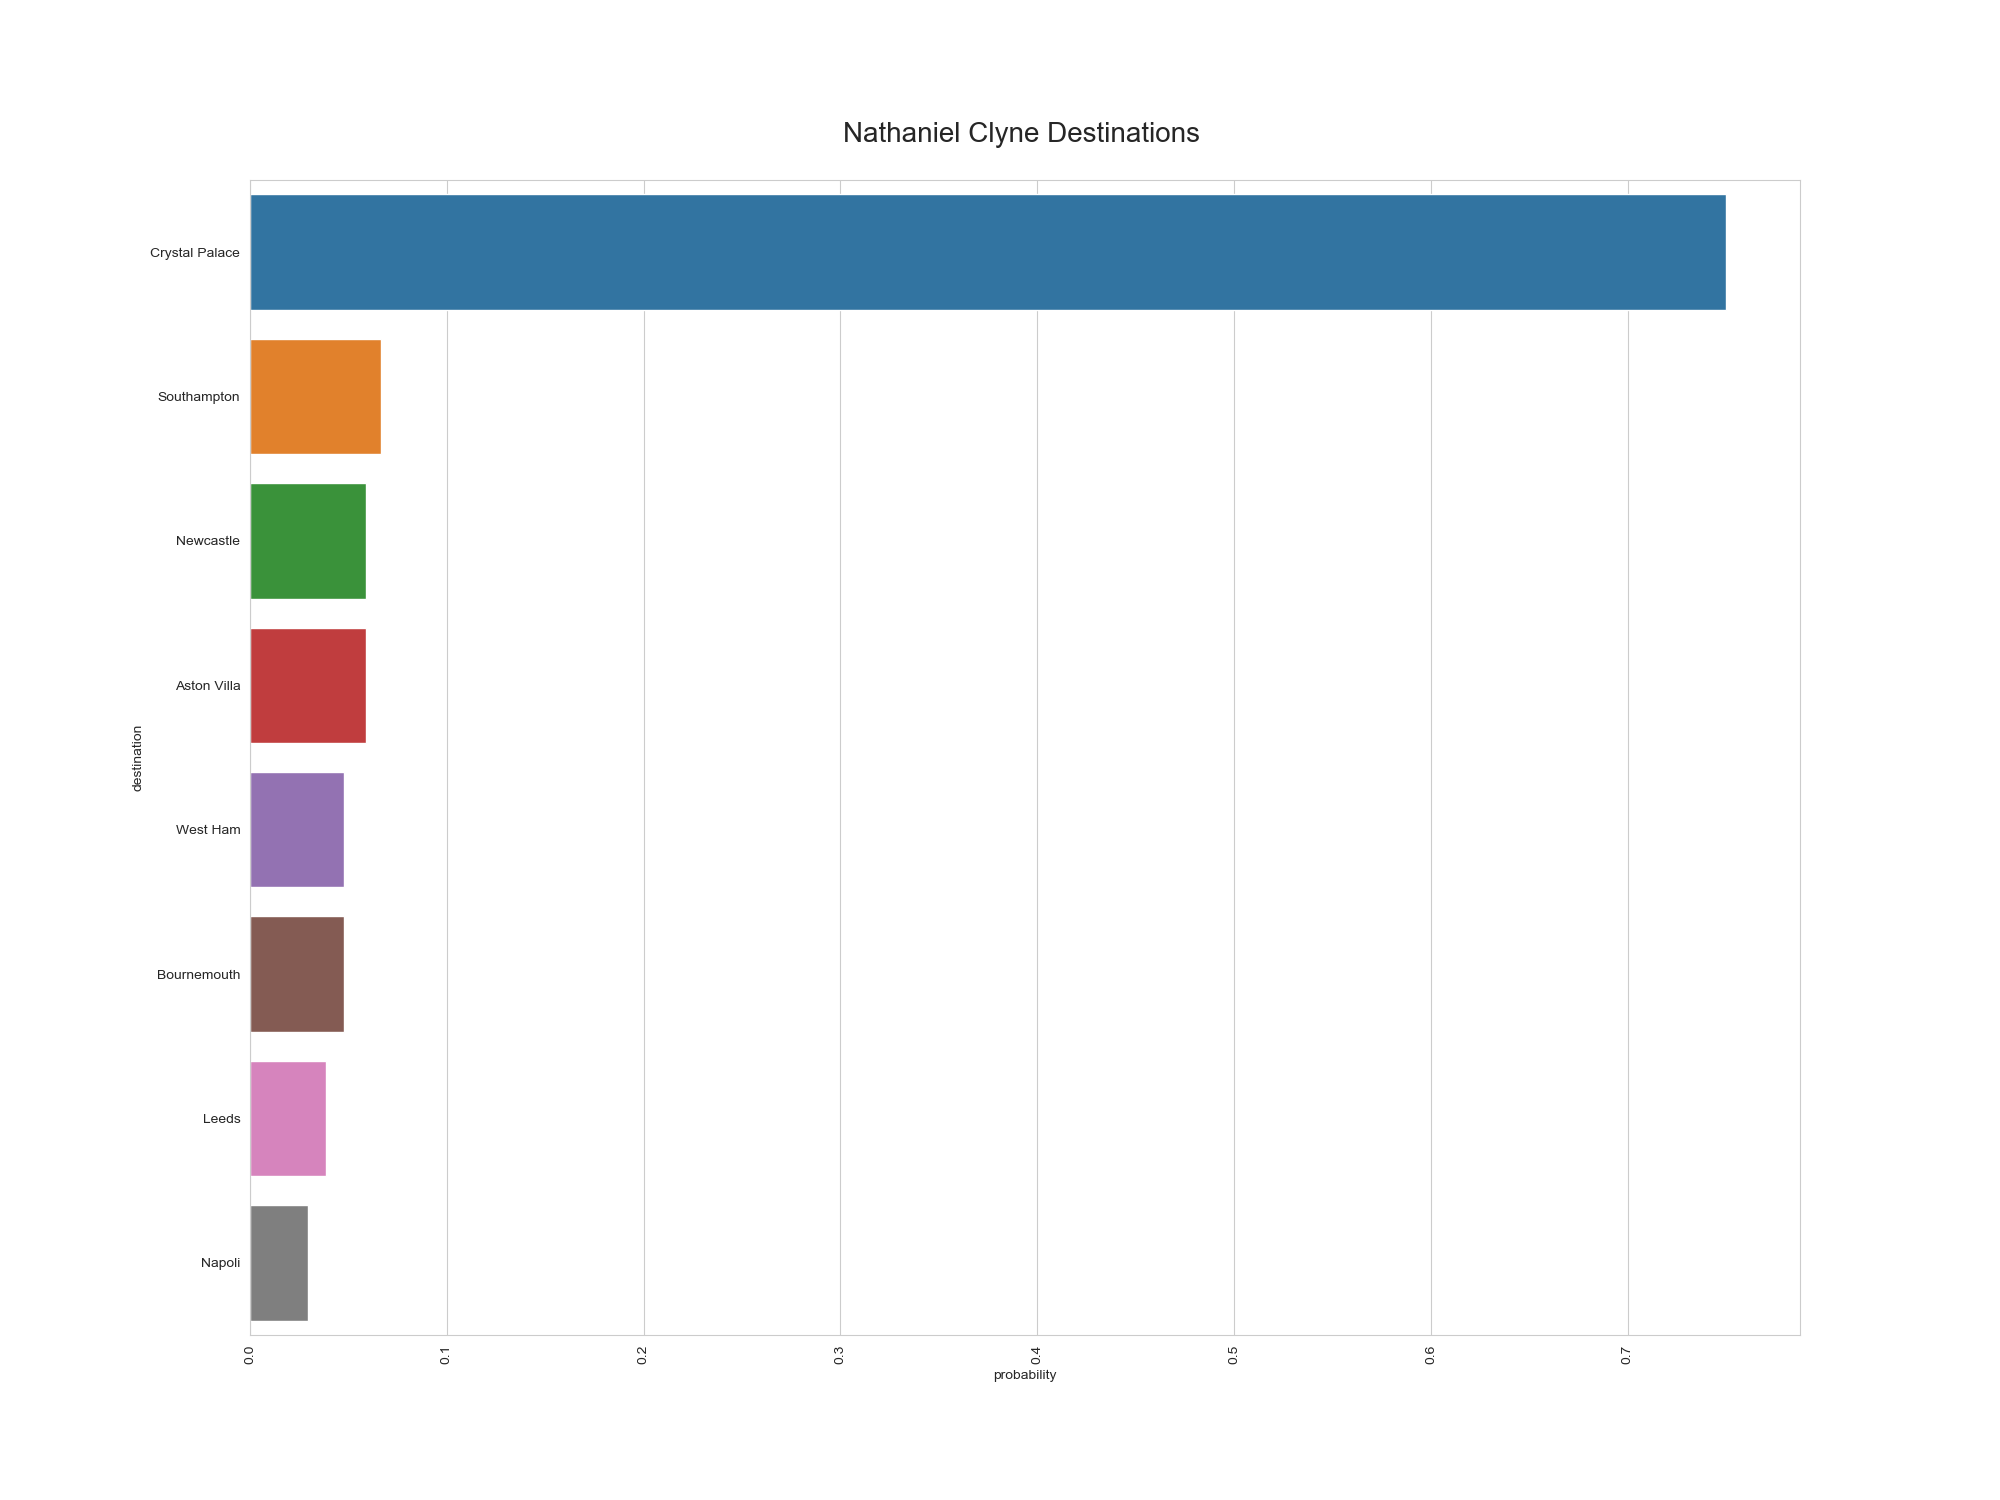 Nathaniel Clyne Destinations
Crystal Palace
Southampton
Newcastle
Aston Villa
West Ham
Bournemouth
Leeds
Napoli
destination
0.0
0.1
0.2
0.3
0.4
0.5
0.6
0.7
probability